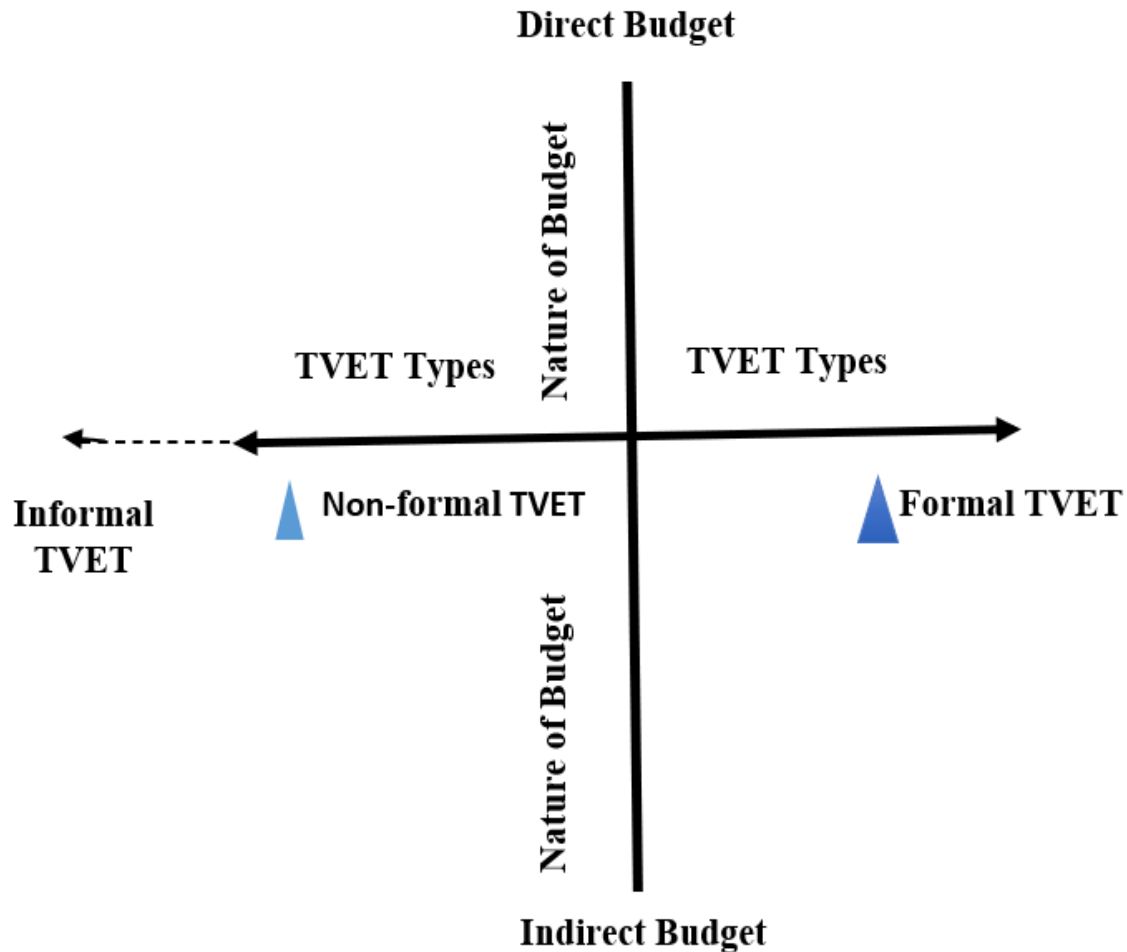 Direct Budget
Nature of Budget
TVET Types
TVET Types
Non-formal TVET
Formal TVET
Informal
TVET
Nature of Budget
Indirect Budget